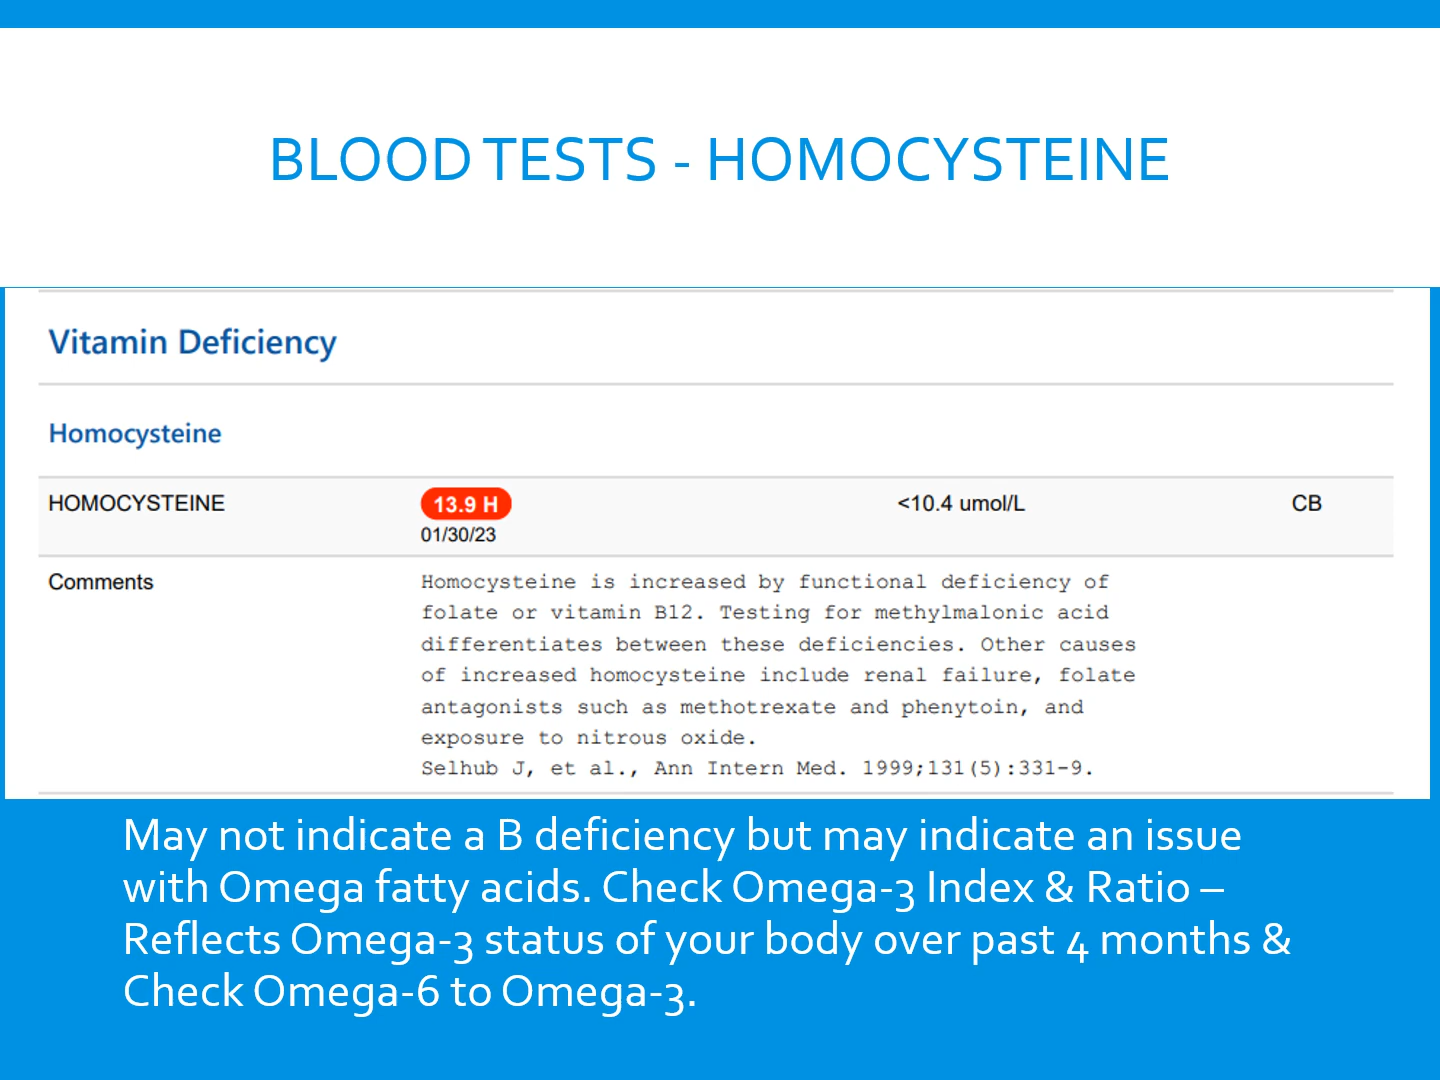 BLOOD TESTS - HOMOCYSTEINE
Vitamin Deficiency
Homocysteine
HOMOCYSTEINE 13.9 H <10.4 umol/L CB
01/30/23
Comments Homocysteine is increased by functional deficiency of
folate or vitamin B12. Testing for methylmalonic acid
differentiates between these deficiencies. Other causes
of increased homocysteine include renal failure, folate
antagonists such as methotrexate and phenytoin, and
exposure to nitrous oxide.
Selhub J, et al., Ann Intern Med. 1999;131(5):331-9.
May not indicate a B deficiency but may indicate an issue
with Omega fatty acids. Check Omega-3 Index & Ratio –
Reflects Omega-3 status of your body over past 4 months &
Check Omega-6 to Omega-3.